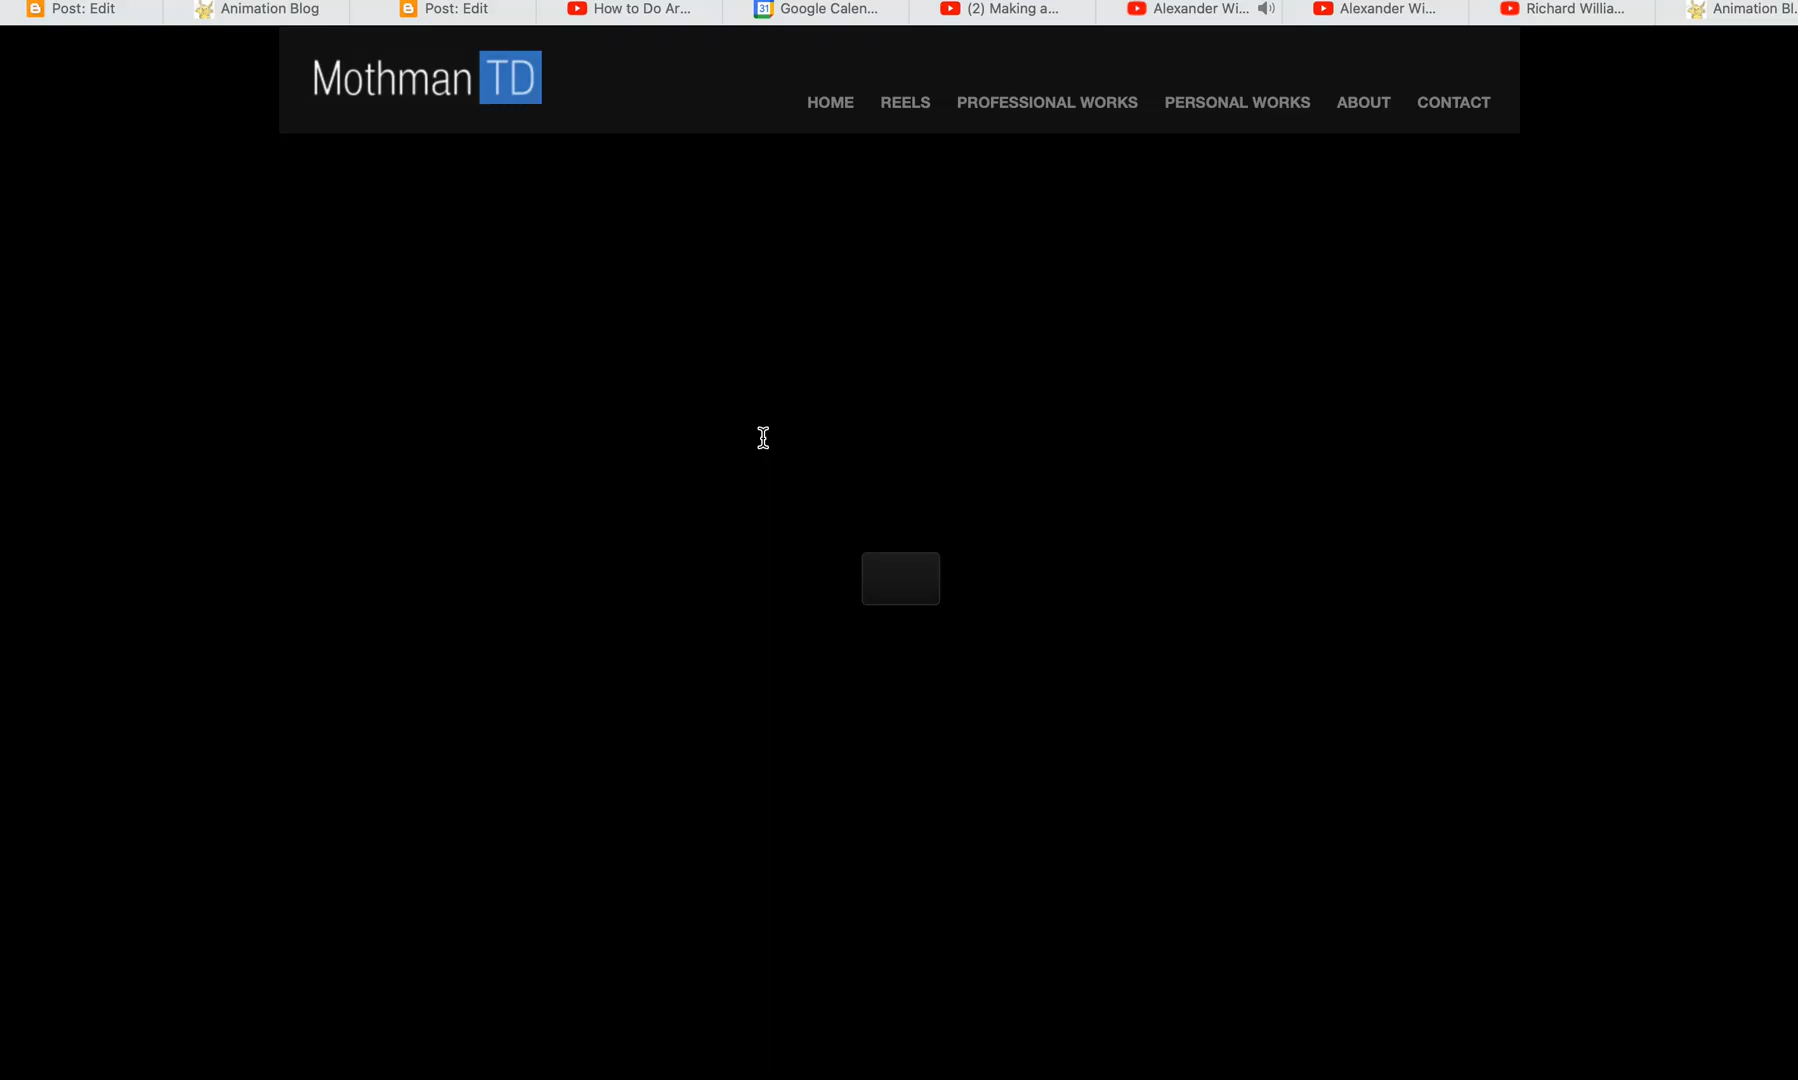 Post: Edit Animation Blog Post: Edit How to Do Ar... 31 Google Calen... (2) Making a... Alexander Wi... Alexander Wi... Richard Willia... Animation Bl.
Mothman TD
HOME REELS PROFESSIONAL WORKS PERSONAL WORKS ABOUT CONTACT